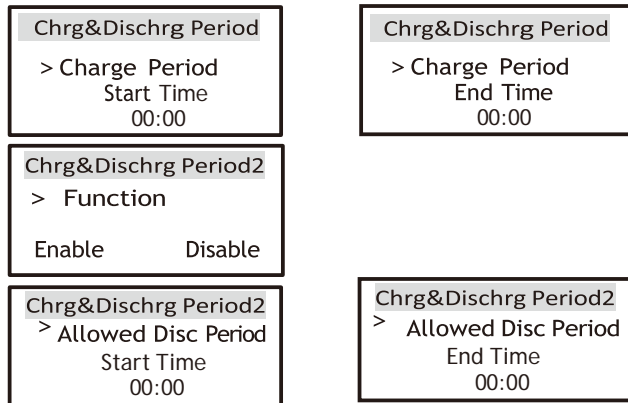 Chrg&Dischrg Period
> Charge Period
Start Time
00:00
Chrg&Dischrg Period
> Charge Period
End Time
00:00
Chrg&Dischrg Period2
> Function
Enable Disable
Chrg&Dischrg Period2
> Allowed Disc Period
Start Time
00:00
Chrg&Dischrg Period2
> Allowed Disc Period
End Time
00:00